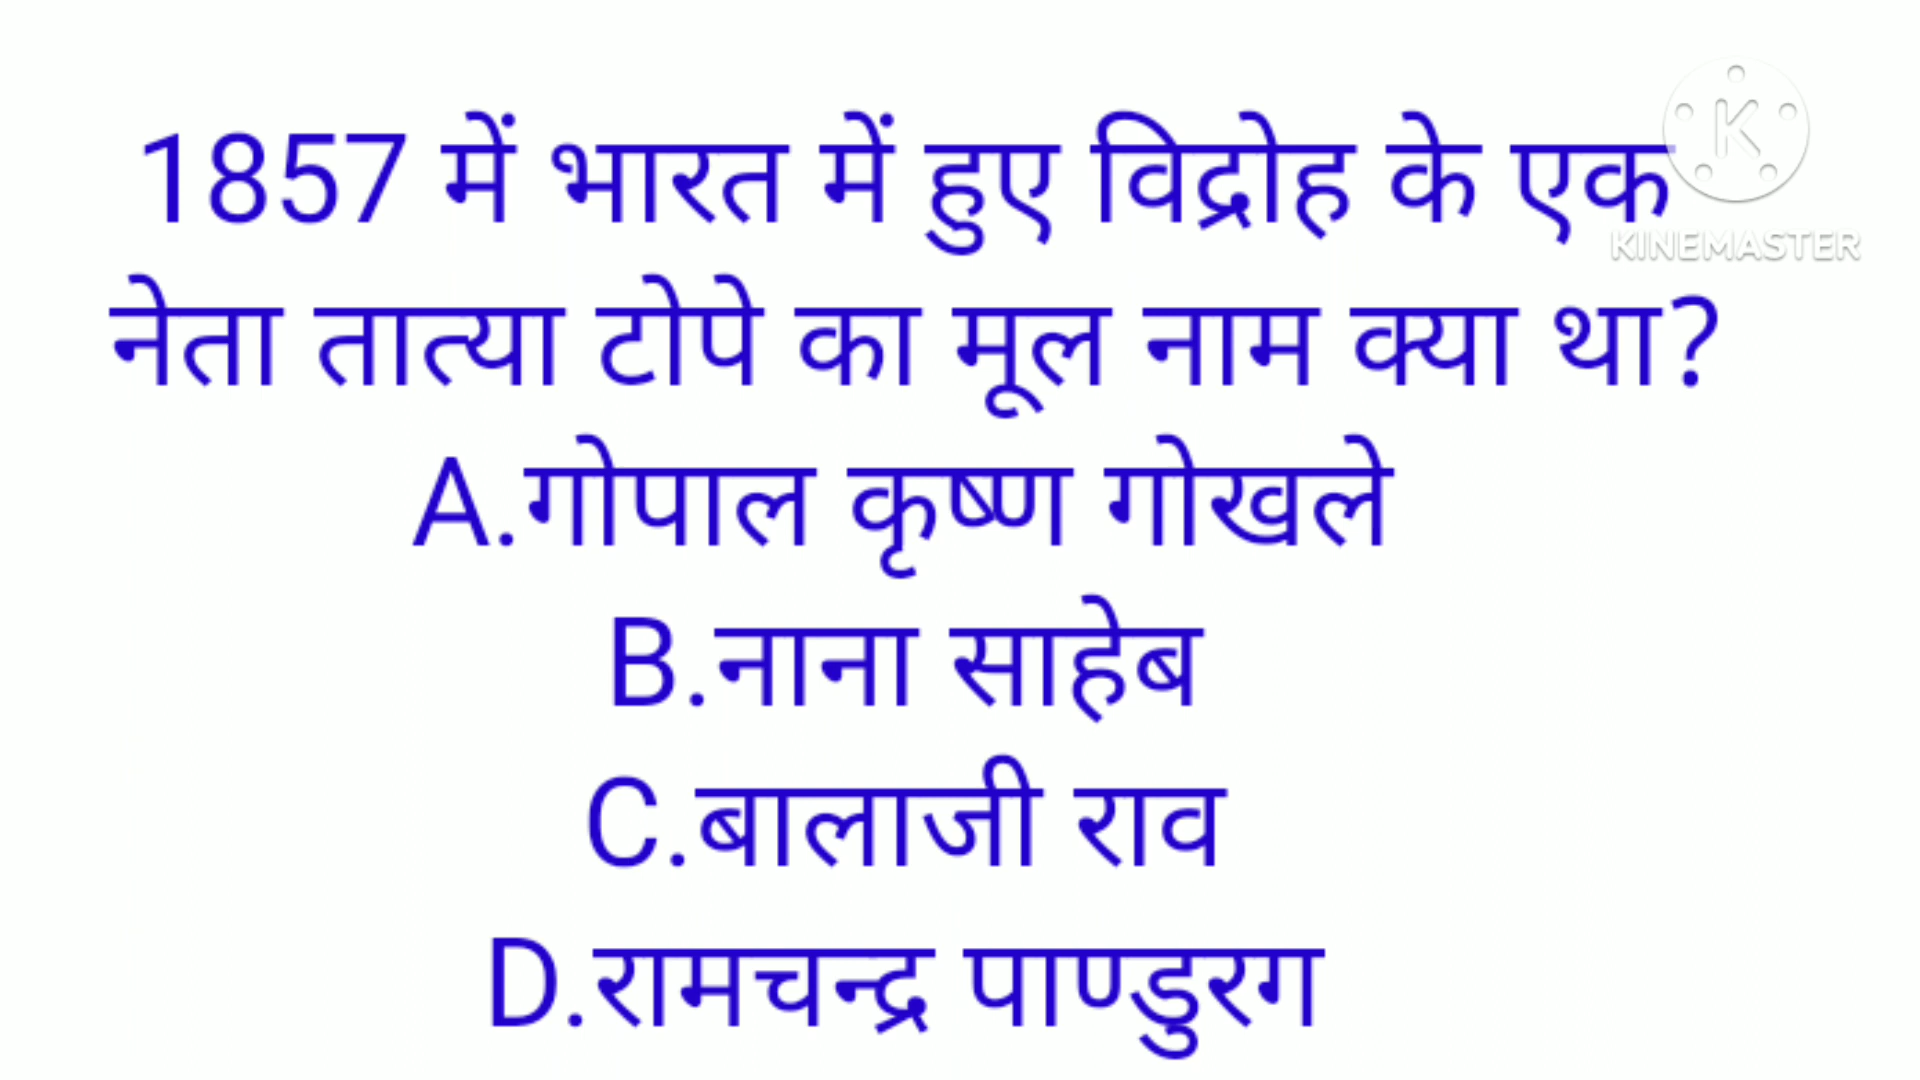 1857 में भारत में हुए विद्रोह के एक
नेता तात्या टोपे का मूल नाम क्या था?
A.गोपाल कृष्ण गोखले
B.नाना साहेब
C.बालाजी राव
D.रामचन्द्र पाण्डुरग
K
KINEMASTER